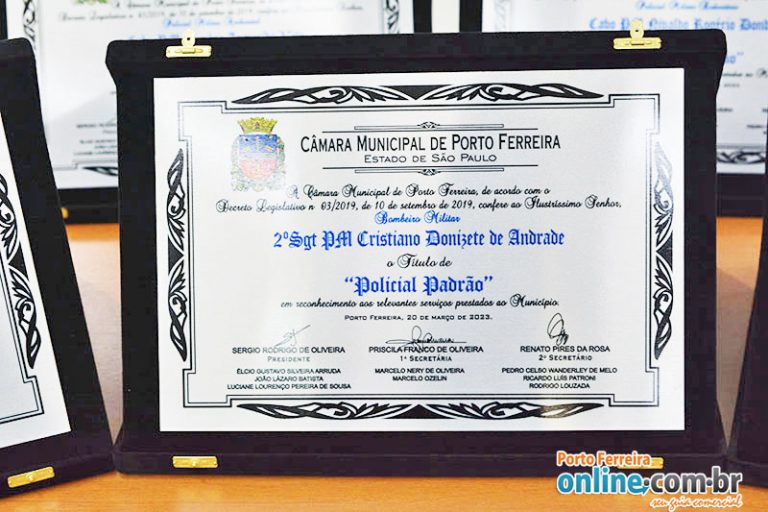 CÂMARA MUNICIPAL DE PORTO FERREIRA
ESTADO DE SÃO PAULO
A Câmara Municipal de Porto Ferreira, de acordo com o
Decreto Legislativo nº 03/2019, de 10 de setembro de 2019, confere ao Ilustríssimo Senhor,
Bombeiro Militar
2ºSgt PM Cristiano Donizete de Andrade
o Título de
“Policial Padrão”
em reconhecimento aos relevantes serviços prestados ao Município.
PORTO FERREIRA, 20 DE MARÇO DE 2023.
SERGIO RODRIGO DE OLIVEIRA PRISCILA FRANCO DE OLIVEIRA RENATO PIRES DA ROSA
PRESIDENTE 1ª SECRETÁRIA 2º SECRETÁRIO
ÉLCIO GUSTAVO SILVEIRA ARRUDA MARCELO NERY DE OLIVEIRA PEDRO CELSO WANDERLEY DE MELO
JOÃO LÁZARO BATISTA MARCELO OZELIN RICARDO LUÍS PATRONI
LUCIANE LOURENÇO PEREIRA DE SOUSA RODRIGO LOUZADA
Cabo PM Nivaldo Rogério
Porto Ferreira
online.com.br
seu guia comercial